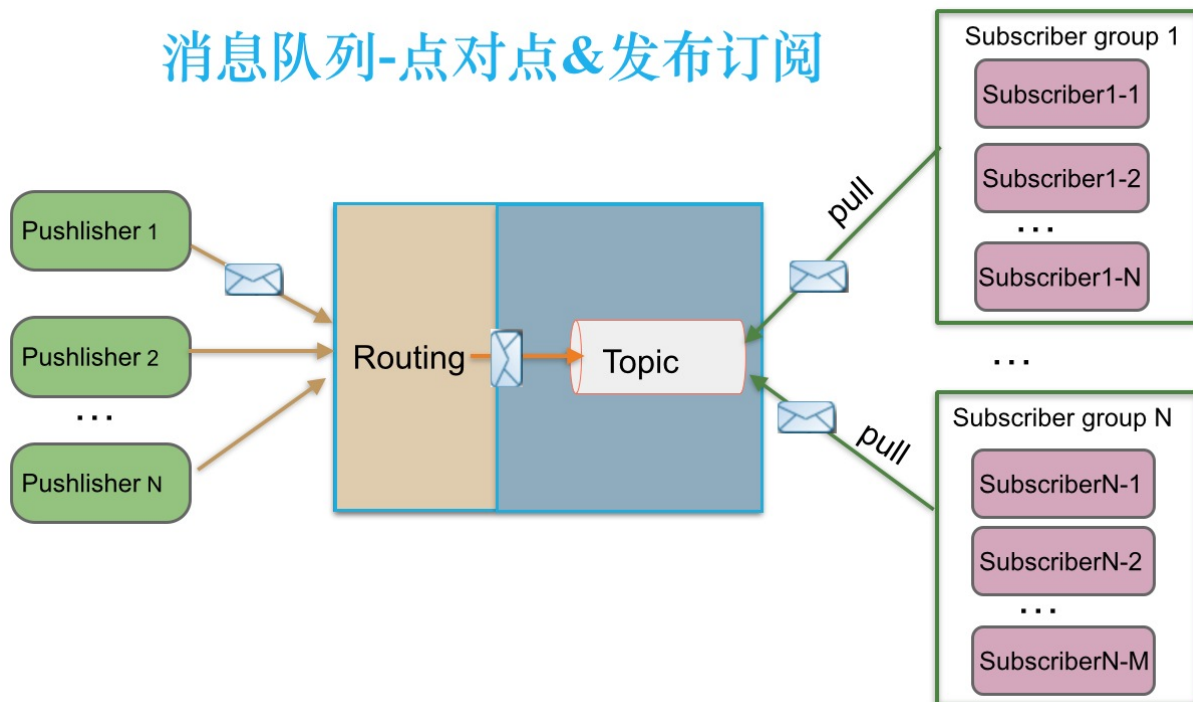 消息队列-点对点&发布订阅
Pushlisher 1
Pushlisher 2
...
Pushlisher N
Routing
Topic
pull
pull
Subscriber group 1
Subscriber1-1
Subscriber1-2
...
Subscriber1-N
...
Subscriber group N
SubscriberN-1
SubscriberN-2
...
SubscriberN-M